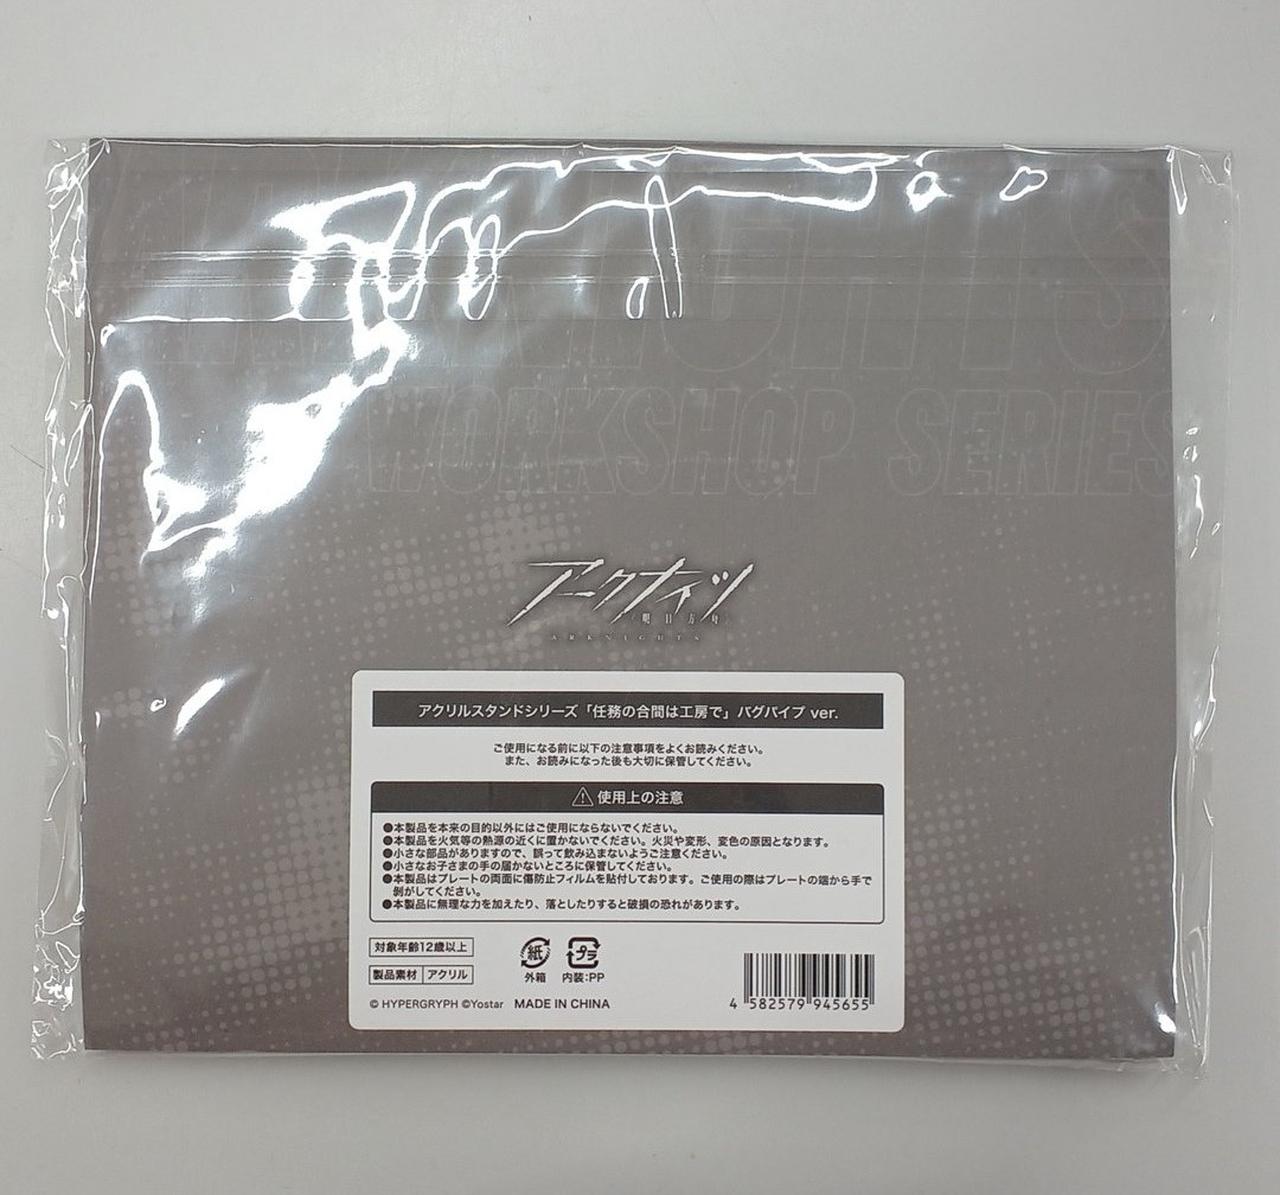 ARKNIGHTS
WORKSHOP SERIES
アークナイツ
明日方舟
ARKNIGHTS
アクリルスタンドシリーズ「任務の合間は工房で」バグパイプ ver.
ご使用になる前に以下の注意事項をよくお読みください。
また、お読みになった後も大切に保管してください。
使用上の注意
●本製品を本来の目的以外にはご使用にならないでください。
●本製品を火気等の熱源の近くに置かないでください。火災や変形、変色の原因となります。
●小さな部品がありますので、誤って飲み込まないようご注意ください。
●小さなお子さまの手の届かないところに保管してください。
●本製品はプレートの両面に傷防止フィルムを貼付しております。ご使用の際はプレートの端から手で
剝がしてください。
●本製品に無理な力を加えたり、落としたりすると破損の恐れがあります。
対象年齢12歳以上
製品素材 アクリル
紙
外箱
プラ
内装:PP
© HYPERGRYPH ©Yostar MADE IN CHINA
4 582579 945655